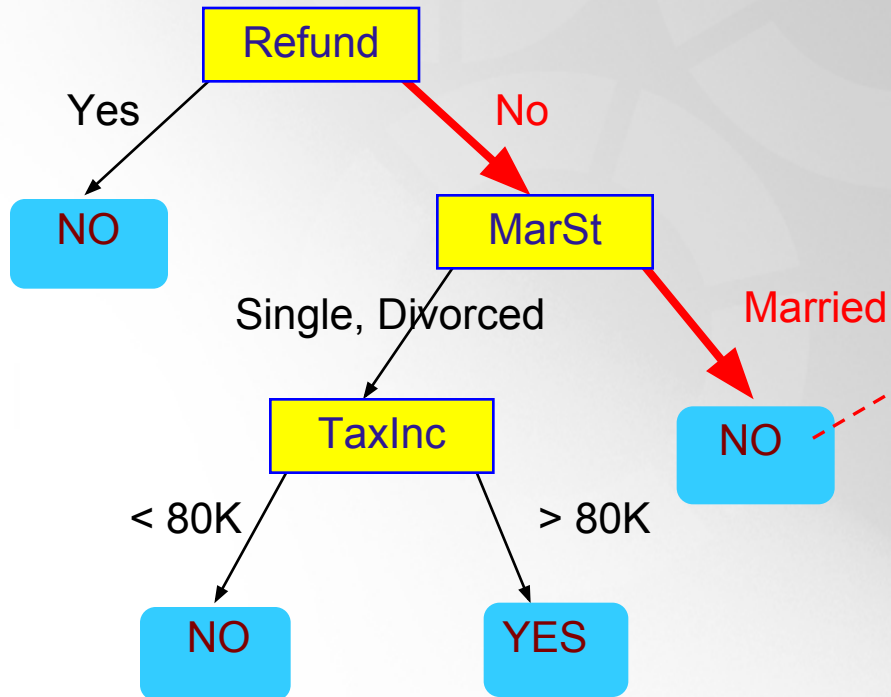 Refund
Yes
No
NO
MarSt
Single, Divorced
Married
TaxInc
NO
< 80K
> 80K
NO
YES